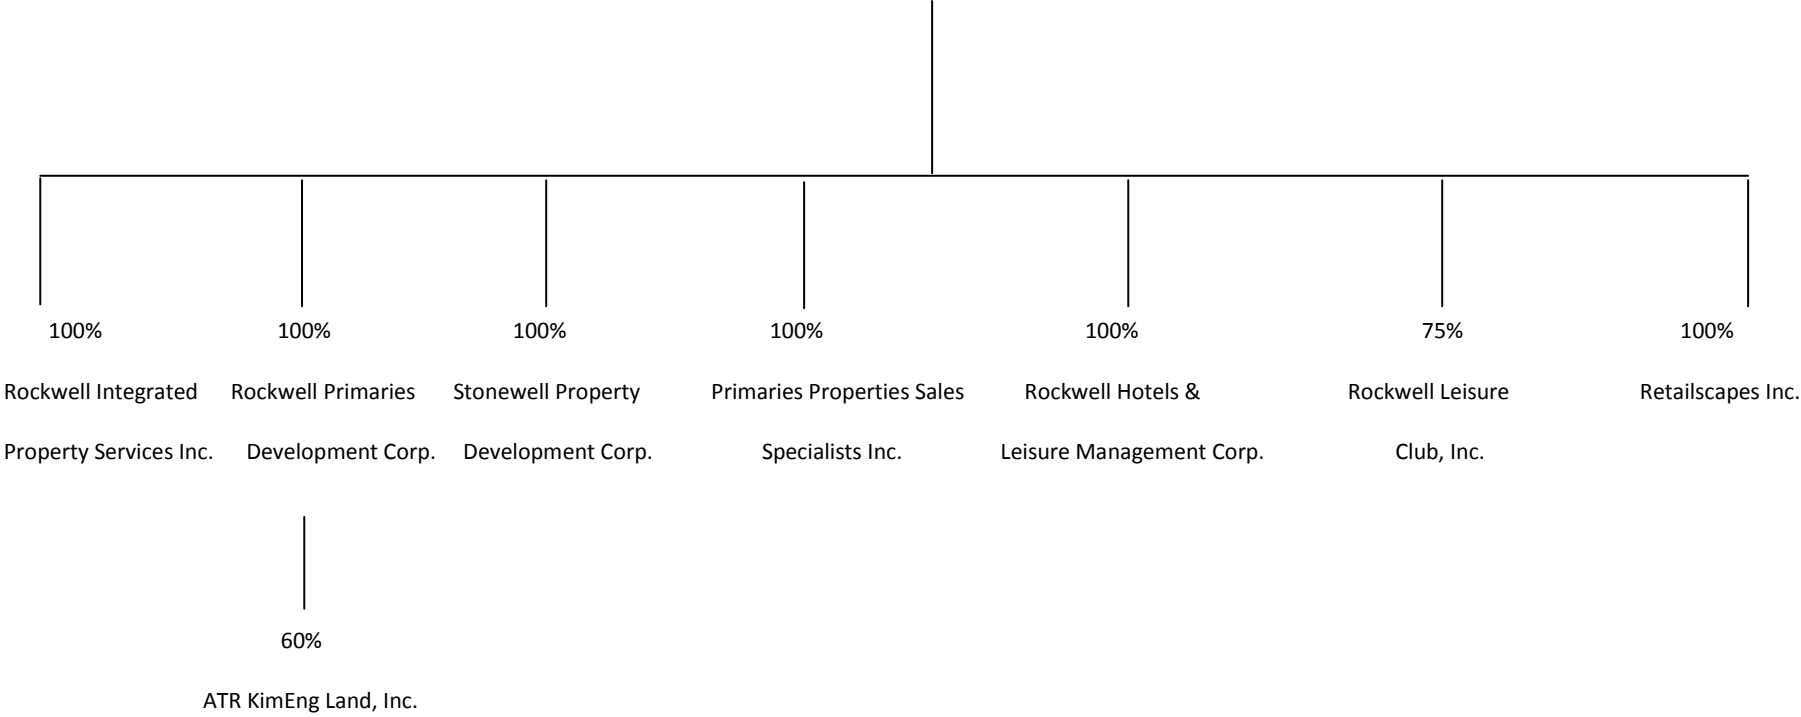 100% 100% 100% 100% 100% 75% 100%
Rockwell Integrated Rockwell Primaries Stonewell Property Primaries Properties Sales Rockwell Hotels & Rockwell Leisure Retailscapes Inc.
Property Services Inc. Development Corp. Development Corp. Specialists Inc. Leisure Management Corp. Club, Inc.
60%
ATR KimEng Land, Inc.